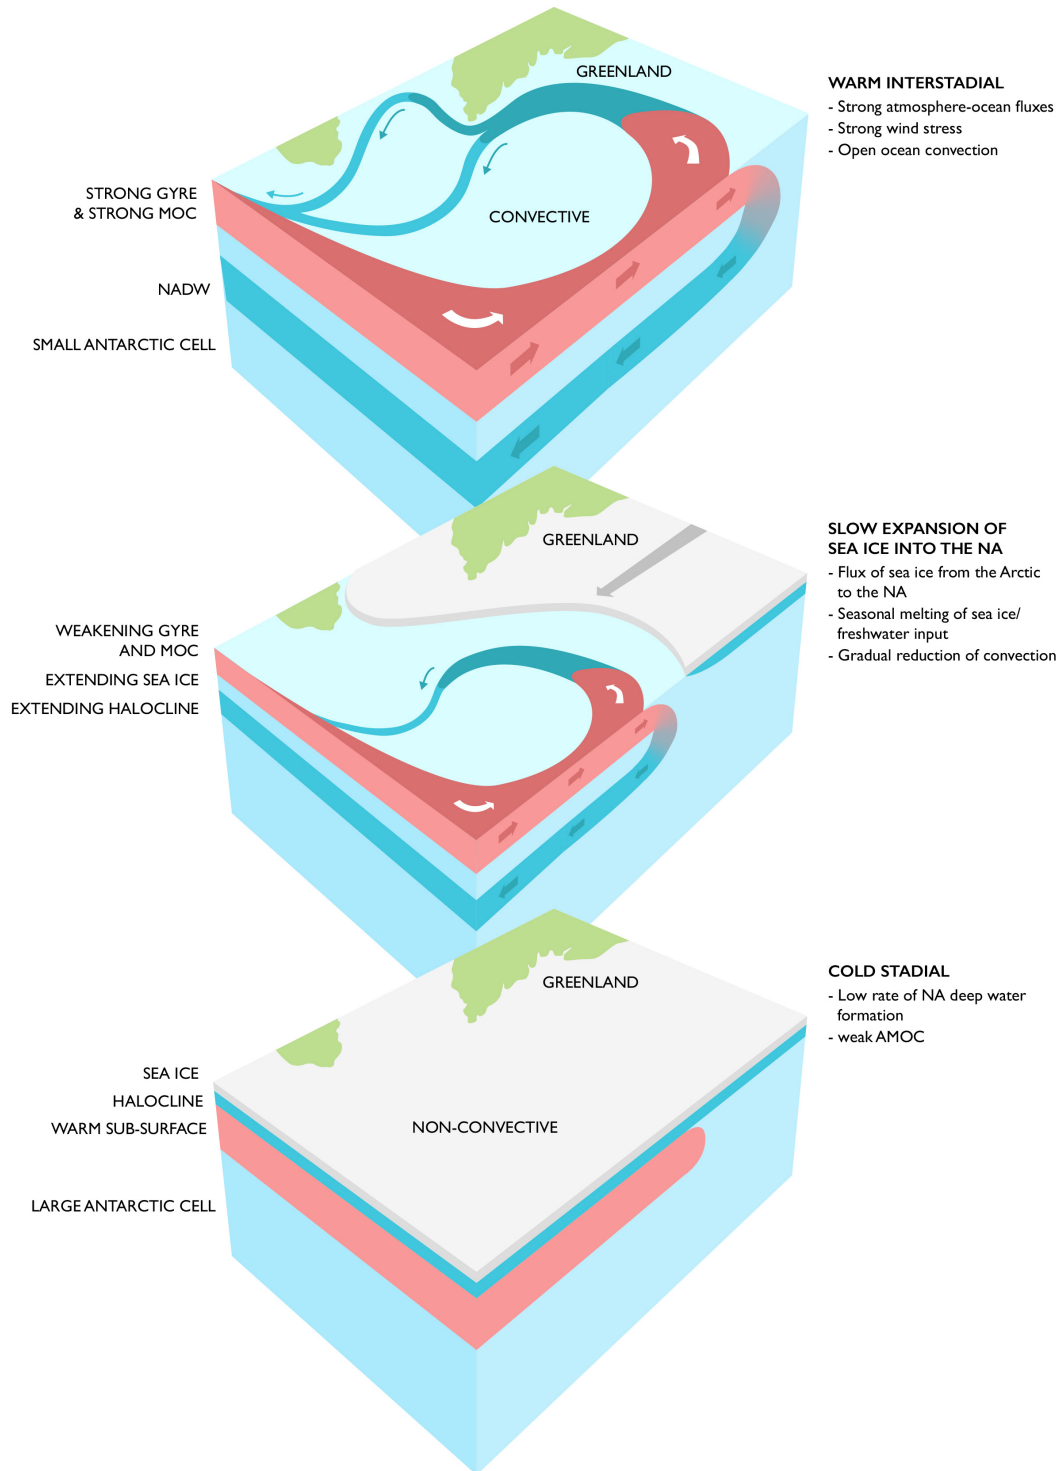 GREENLAND
WARM INTERSTADIAL
- Strong atmosphere-ocean fluxes
- Strong wind stress
- Open ocean convection
STRONG GYRE
& STRONG MOC
CONVECTIVE
NADW
SMALL ANTARCTIC CELL
GREENLAND
SLOW EXPANSION OF
SEA ICE INTO THE NA
- Flux of sea ice from the Arctic
to the NA
- Seasonal melting of sea ice/
freshwater input
- Gradual reduction of convection
WEAKENING GYRE
AND MOC
EXTENDING SEA ICE
EXTENDING HALOCLINE
GREENLAND
COLD STADIAL
- Low rate of NA deep water
formation
- weak AMOC
SEA ICE
HALOCLINE
WARM SUB-SURFACE
NON-CONVECTIVE
LARGE ANTARCTIC CELL